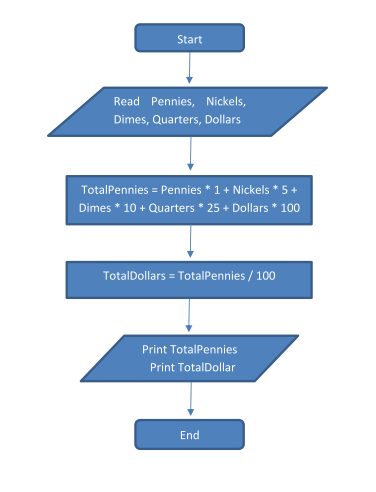 Start
Read Pennies, Nickels,
Dimes, Quarters, Dollars
TotalPennies = Pennies * 1 + Nickels * 5 +
Dimes * 10 + Quarters * 25 + Dollars * 100
TotalDollars = TotalPennies / 100
Print TotalPennies
Print TotalDollar
End